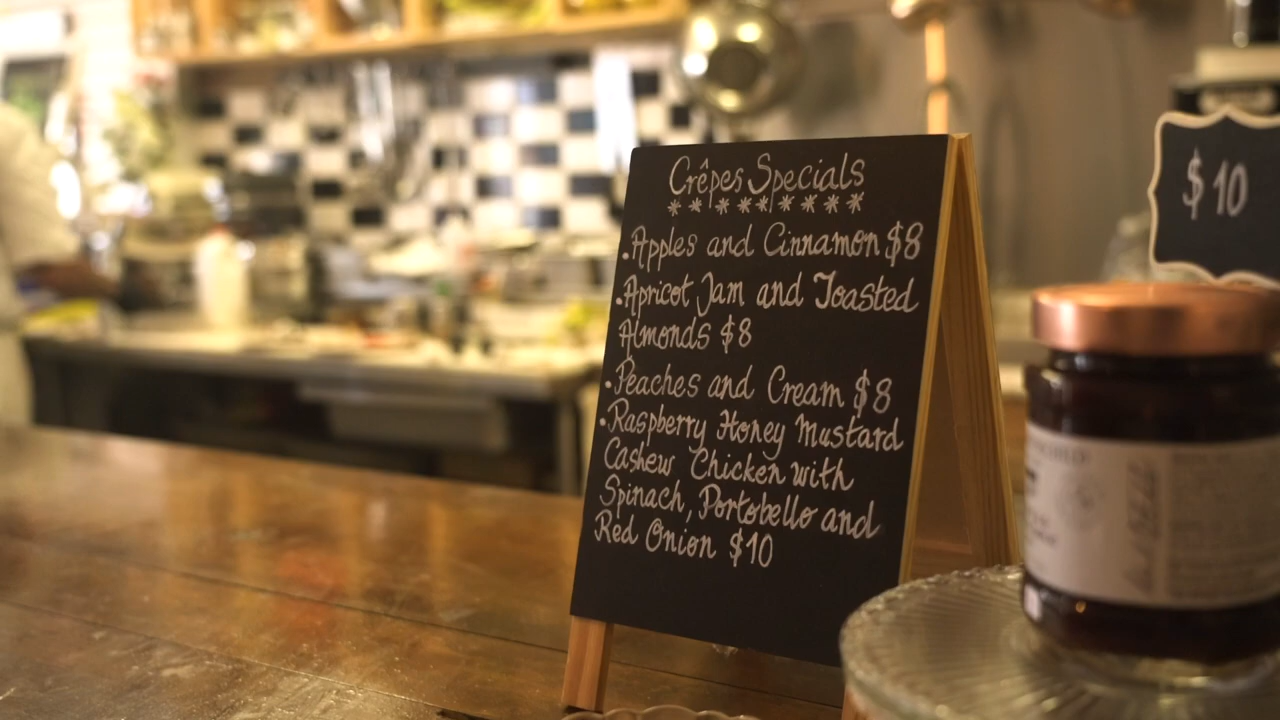 Crêpes Specials
* * * * * * * * *
.Apples and Cinnamon $8
.Apricot Jam and Toasted
Almonds $8
.Peaches and Cream $8
.Raspberry Honey Mustard
Cashew Chicken with
Spinach, Portobello and
Red Onion $10
$10